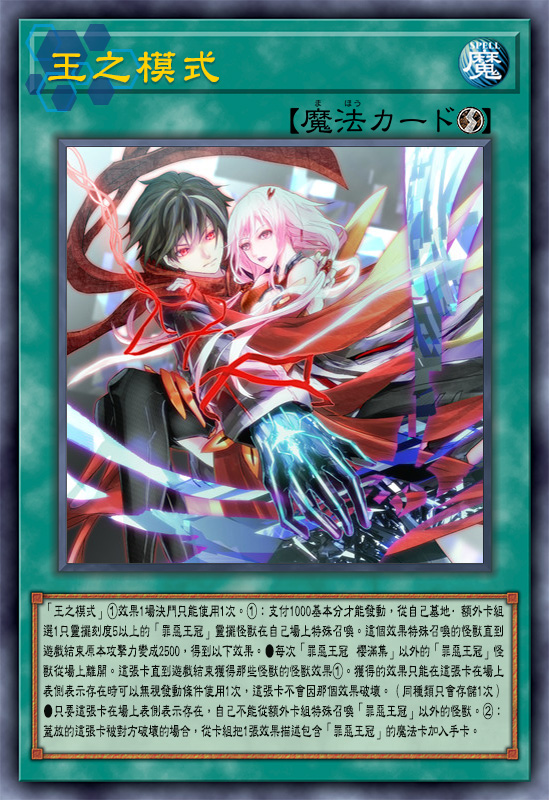 王之模式
SPELL
魔
ま ほう
【魔法カード】
「王之模式」①效果1場決鬥只能使用1次。①：支付1000基本分才能發動，從自己墓地·額外卡組
選1只靈擺刻度5以上的「罪惡王冠」靈擺怪獸在自己場上特殊召喚。這個效果特殊召喚的怪獸直到
遊戲結束原本攻擊力變成2500，得到以下效果。●每次「罪惡王冠 櫻滿集」以外的「罪惡王冠」怪
獸從場上離開。這張卡直到遊戲結束獲得那些怪獸的怪獸效果①。獲得的效果只能在這張卡在場上
表側表示存在時可以無視發動條件使用1次，這張卡不會因那個效果破壞。（同種類只會存儲1次）
●只要這張卡在場上表側表示存在，自己不能從額外卡組特殊召喚「罪惡王冠」以外的怪獸。②：
蓋放的這張卡被對方破壞的場合，從卡組把1張效果描述包含「罪惡王冠」的魔法卡加入手卡。